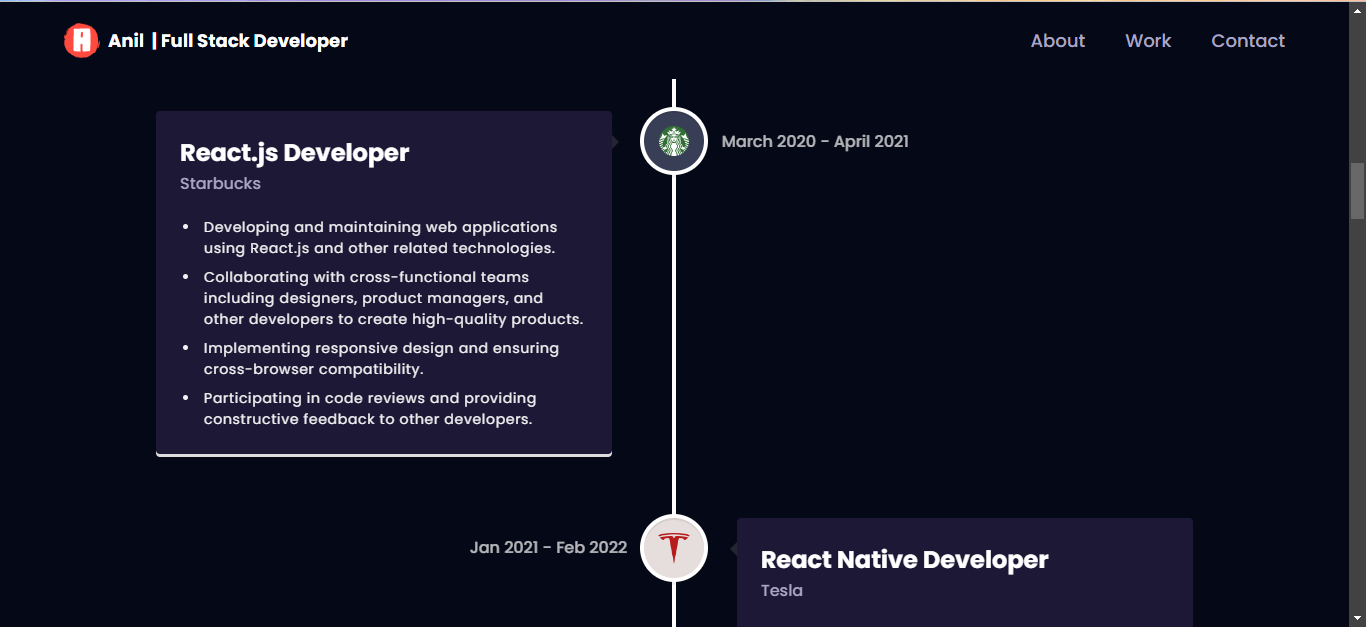 Anil | Full Stack Developer
About
Work
Contact
React.js Developer
Starbucks
• Developing and maintaining web applications
using React.js and other related technologies.
• Collaborating with cross-functional teams
including designers, product managers, and
other developers to create high-quality products.
• Implementing responsive design and ensuring
cross-browser compatibility.
• Participating in code reviews and providing
constructive feedback to other developers.
March 2020 - April 2021
Jan 2021 - Feb 2022
React Native Developer
Tesla